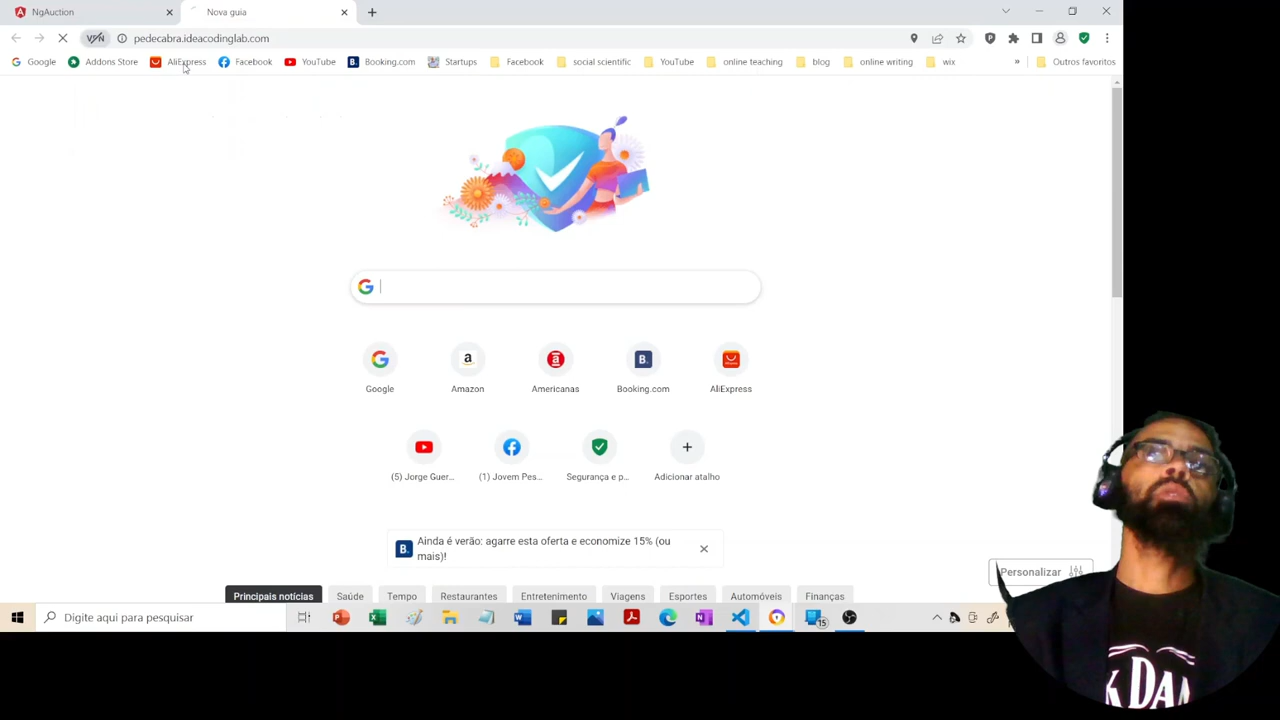 NgAuction
Nova guia
VPN
pedecabra.ideacodinglab.com
Google
Addons Store
AliExpress
Facebook
YouTube
Booking.com
Startups
Facebook
social scientific
YouTube
online teaching
blog
online writing
wix
»
Outros favoritos
Google
Amazon
Americanas
Booking.com
AliExpress
(5) Jorge Guer...
(1) Jovem Pes...
Segurança e p...
Adicionar atalho
Ainda é verão: agarre esta oferta e economize 15% (ou
mais)!
Personalizar
Principais notícias
Saúde
Tempo
Restaurantes
Entretenimento
Viagens
Esportes
Automóveis
Finanças
Digite aqui para pesquisar
15